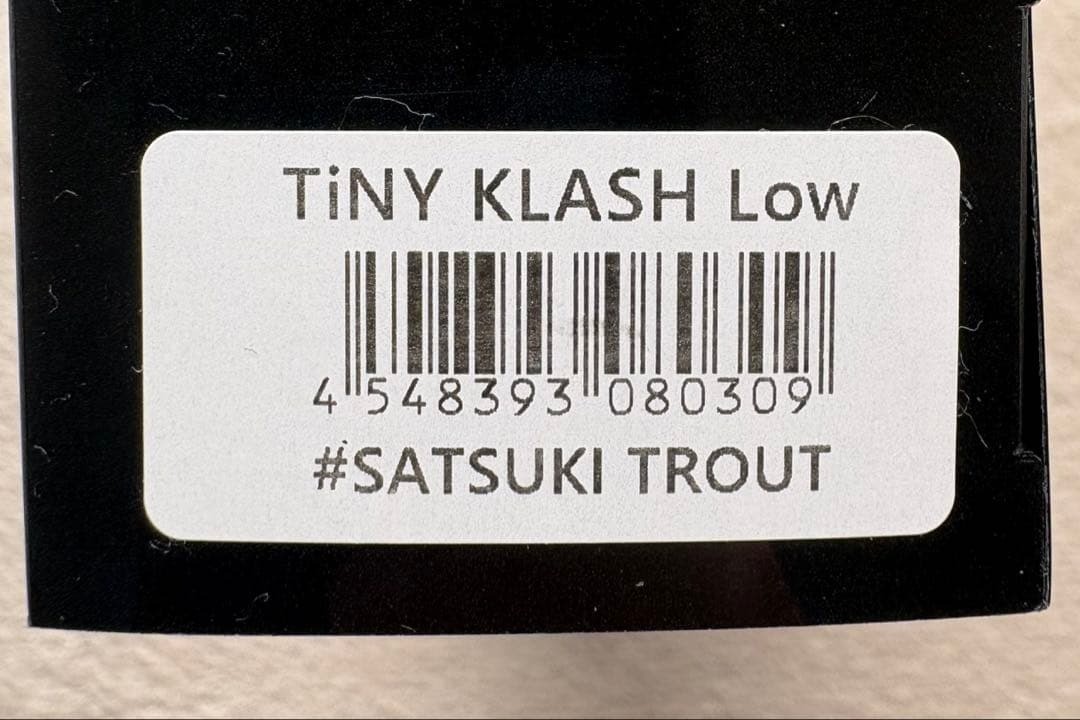 TiNY KLASH Low
4 548393 080309
#SATSUKI TROUT